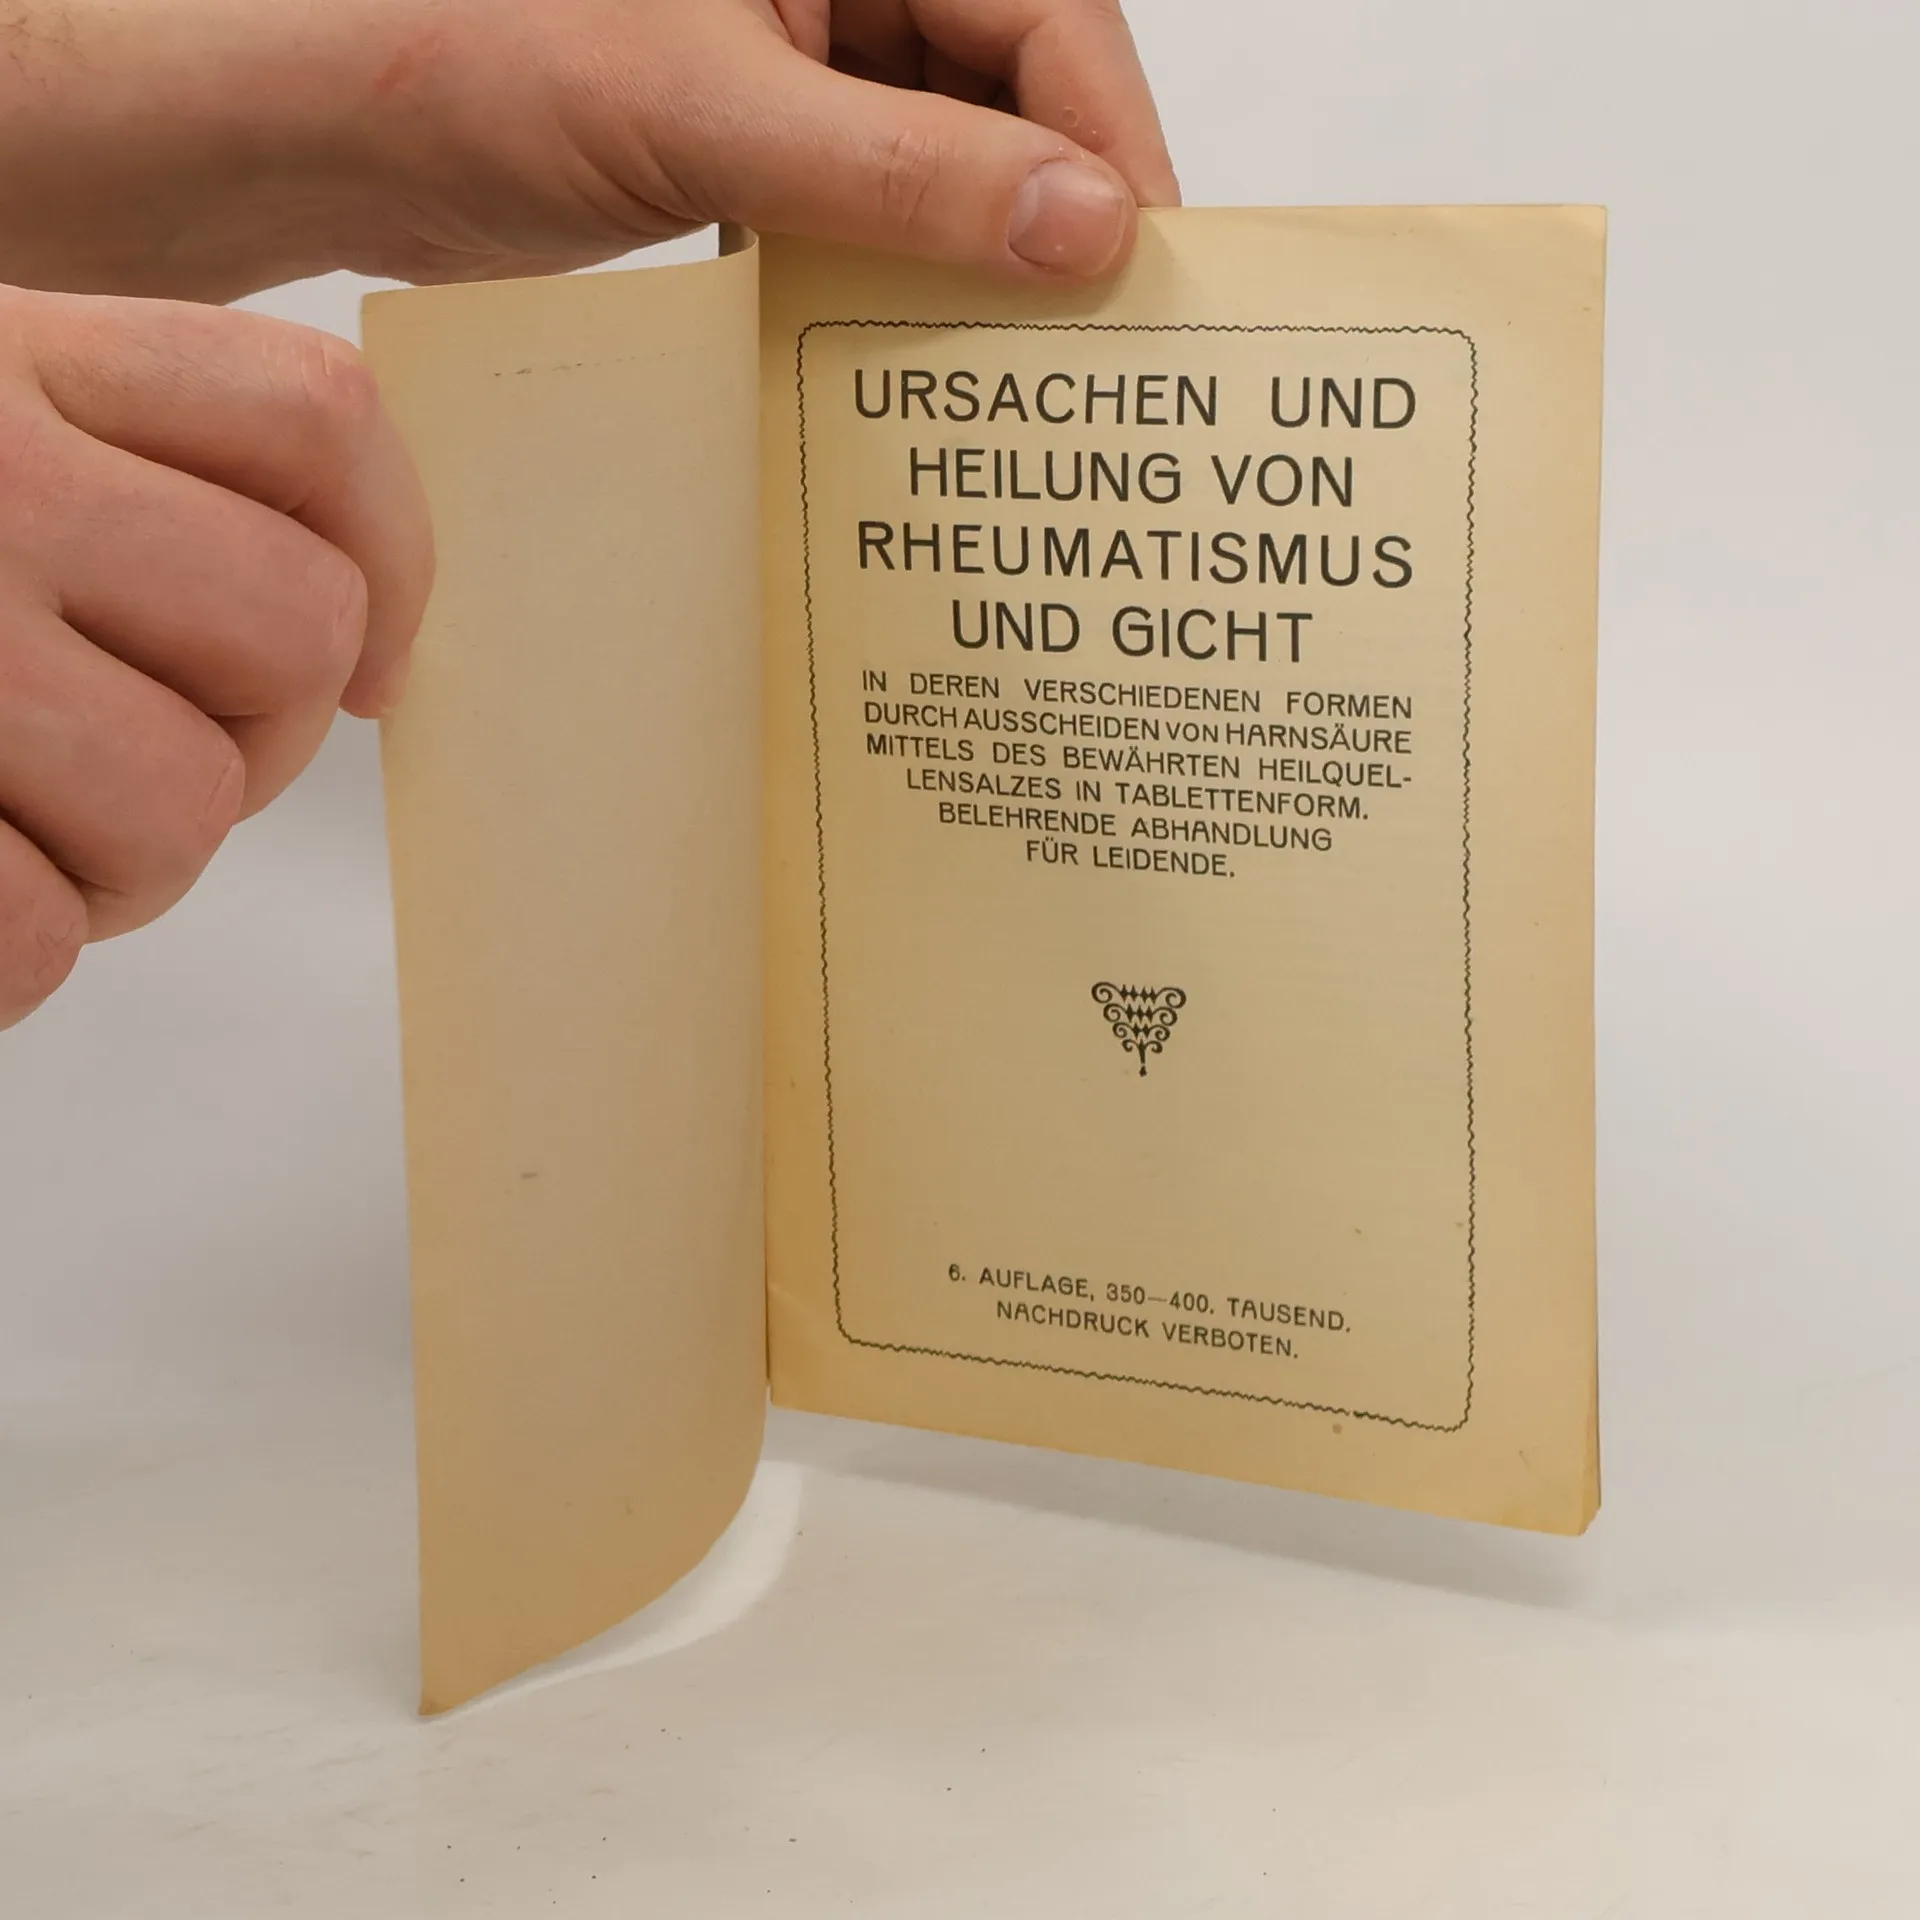 URSACHEN UND
HEILUNG VON
RHEUMATISMUS
UND GICHT
IN DEREN VERSCHIEDENEN FORMEN
DURCH AUSSCHEIDEN VON HARNSÄURE
MITTELS DES BEWÄHRTEN HEILQUEL-
LENSALZES IN TABLETTENFORM.
BELEHRENDE ABHANDLUNG
FÜR LEIDENDE.
6. AUFLAGE, 350—400. TAUSEND.
NACHDRUCK VERBOTEN.